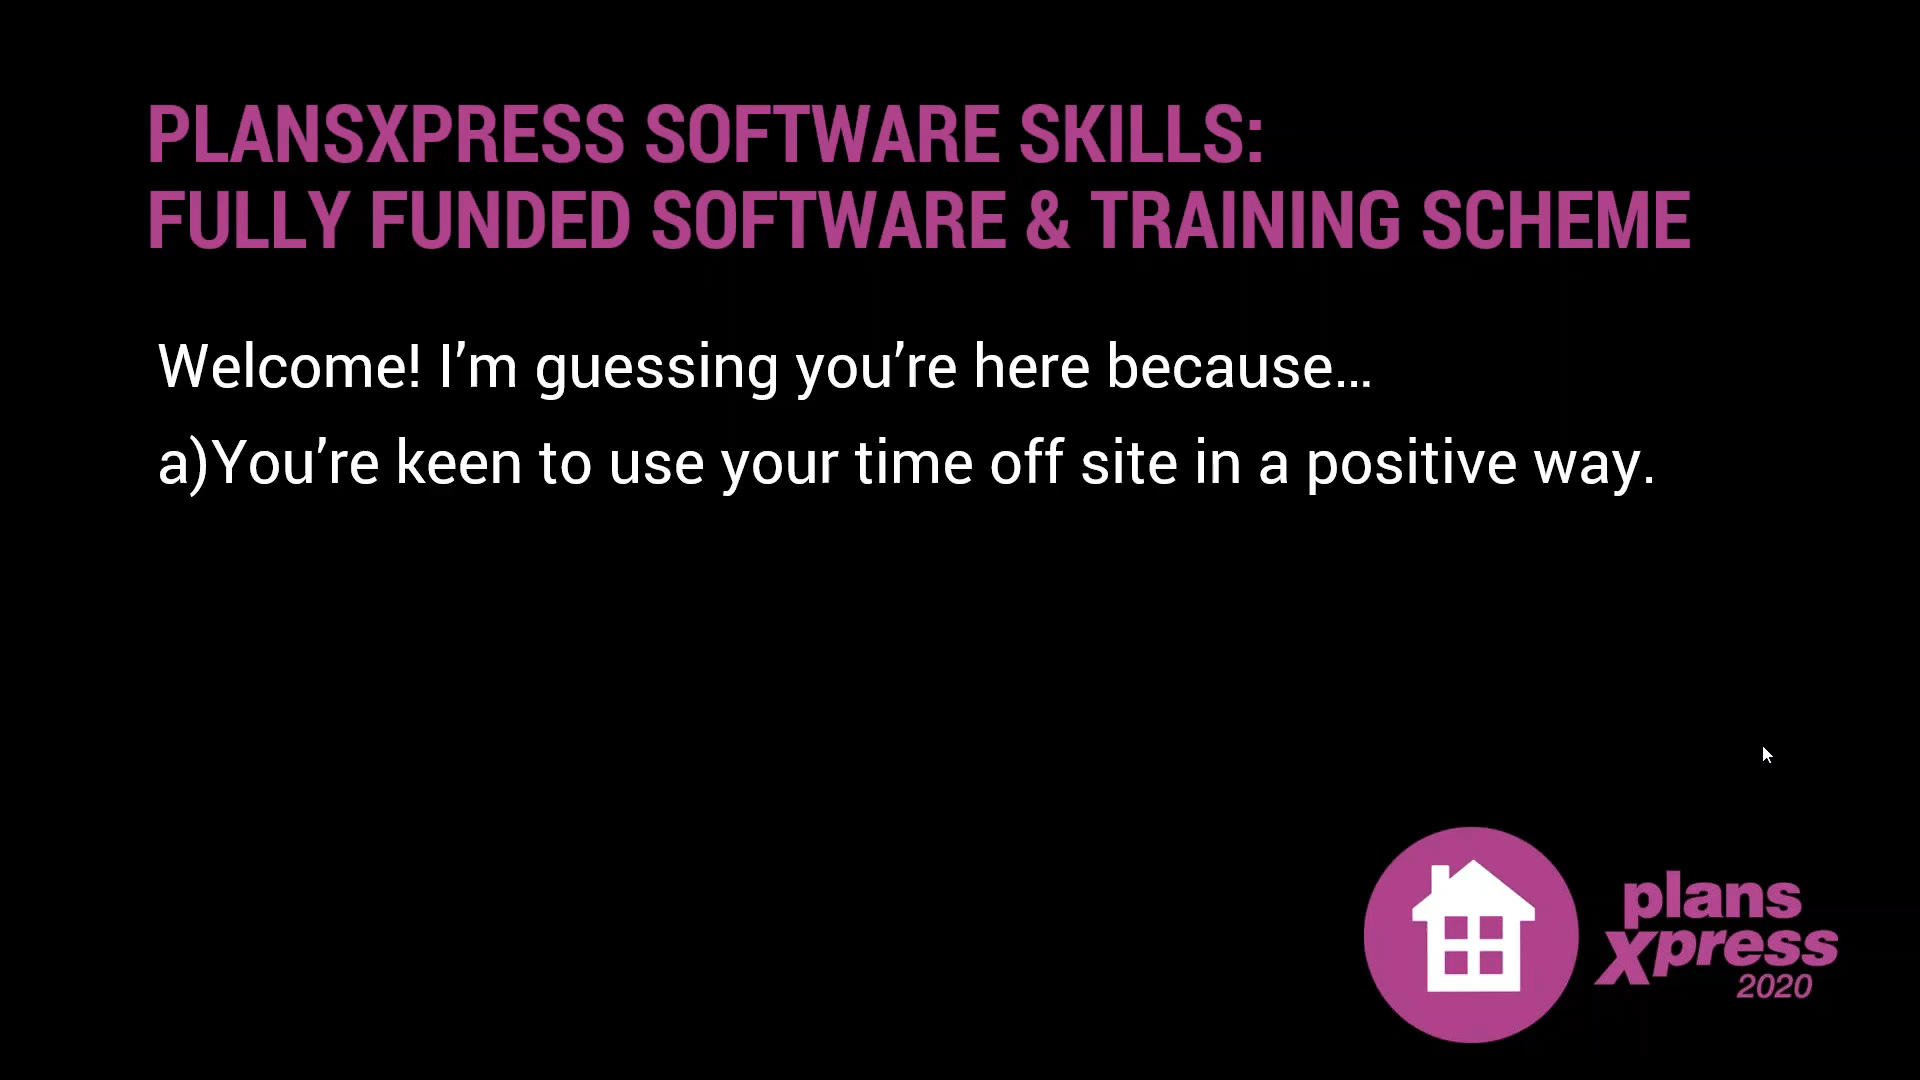 PLANSXPRESS SOFTWARE SKILLS:
FULLY FUNDED SOFTWARE & TRAINING SCHEME
Welcome! I’m guessing you’re here because…
a)You’re keen to use your time off site in a positive way.
plans
xpress
2020